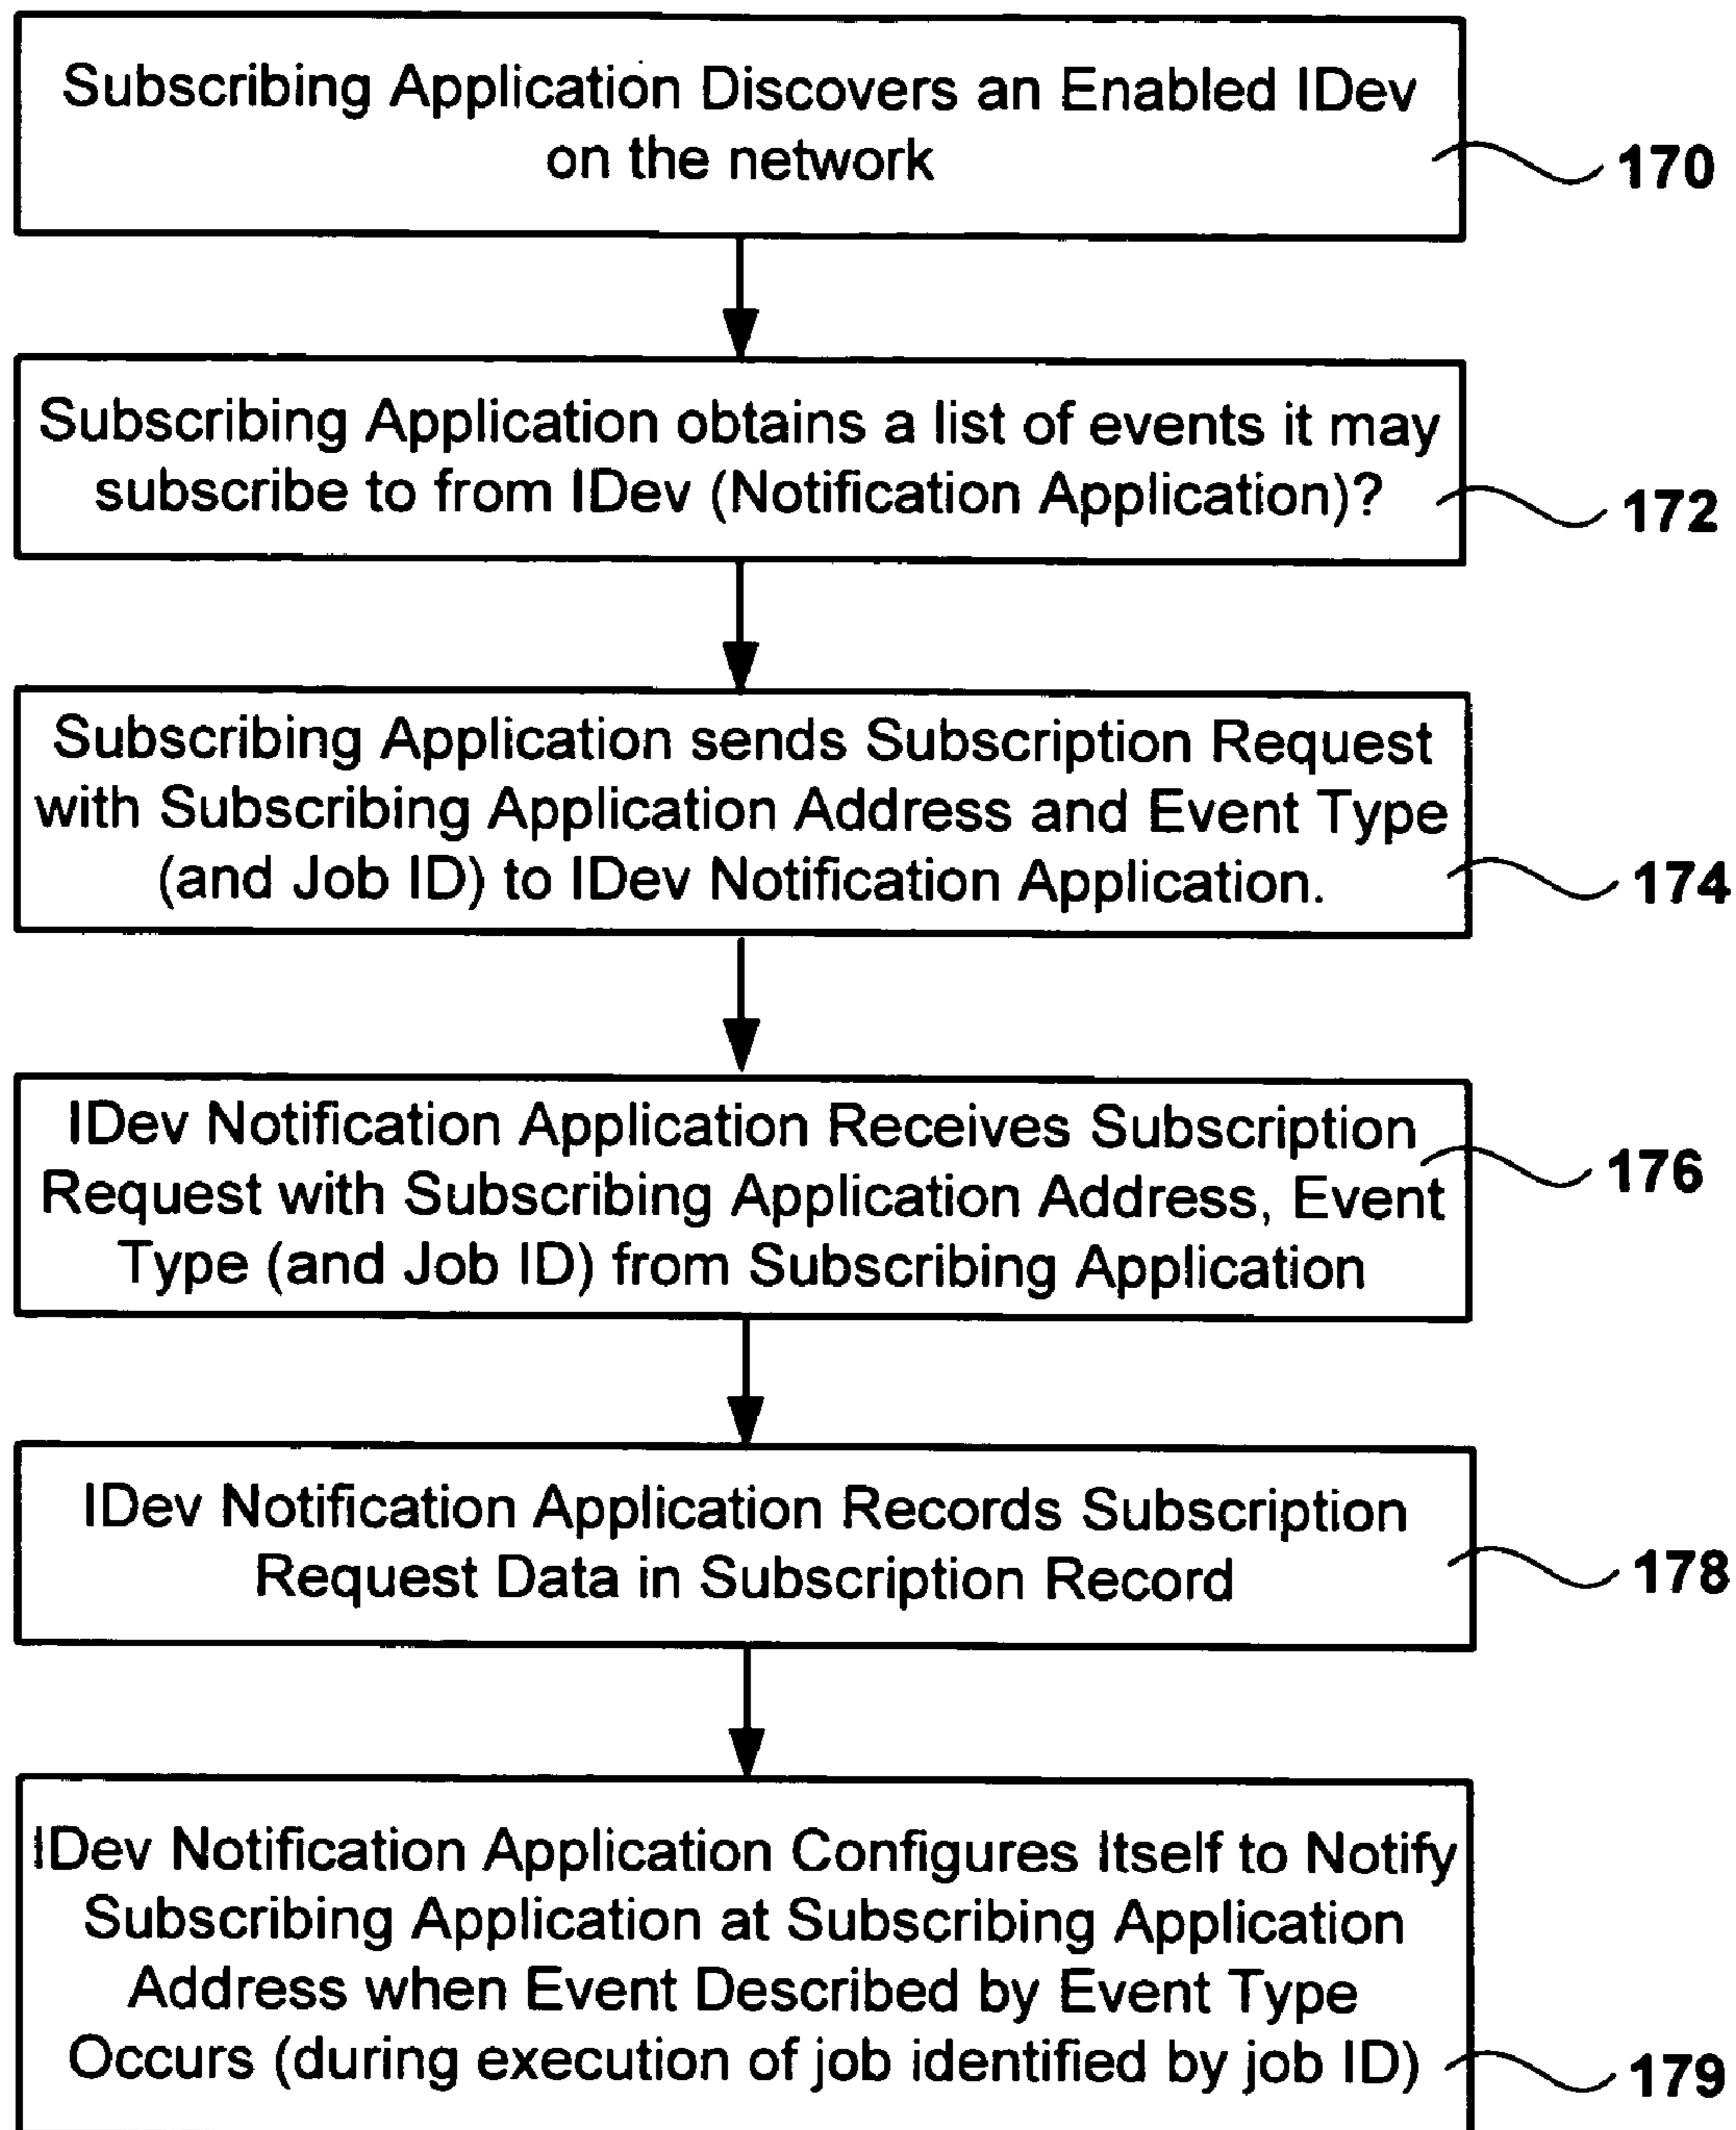 Subscribing Application Discovers an Enabled IDev
on the network
170
Subscribing Application obtains a list of events it may
subscribe to from IDev (Notification Application)?
172
Subscribing Application sends Subscription Request
with Subscribing Application Address and Event Type
(and Job ID) to IDev Notification Application.
174
IDev Notification Application Receives Subscription
Request with Subscribing Application Address, Event
Type (and Job ID) from Subscribing Application
176
IDev Notification Application Records Subscription
Request Data in Subscription Record
178
IDev Notification Application Configures Itself to Notify
Subscribing Application at Subscribing Application
Address when Event Described by Event Type
Occurs (during execution of job identified by job ID)
179